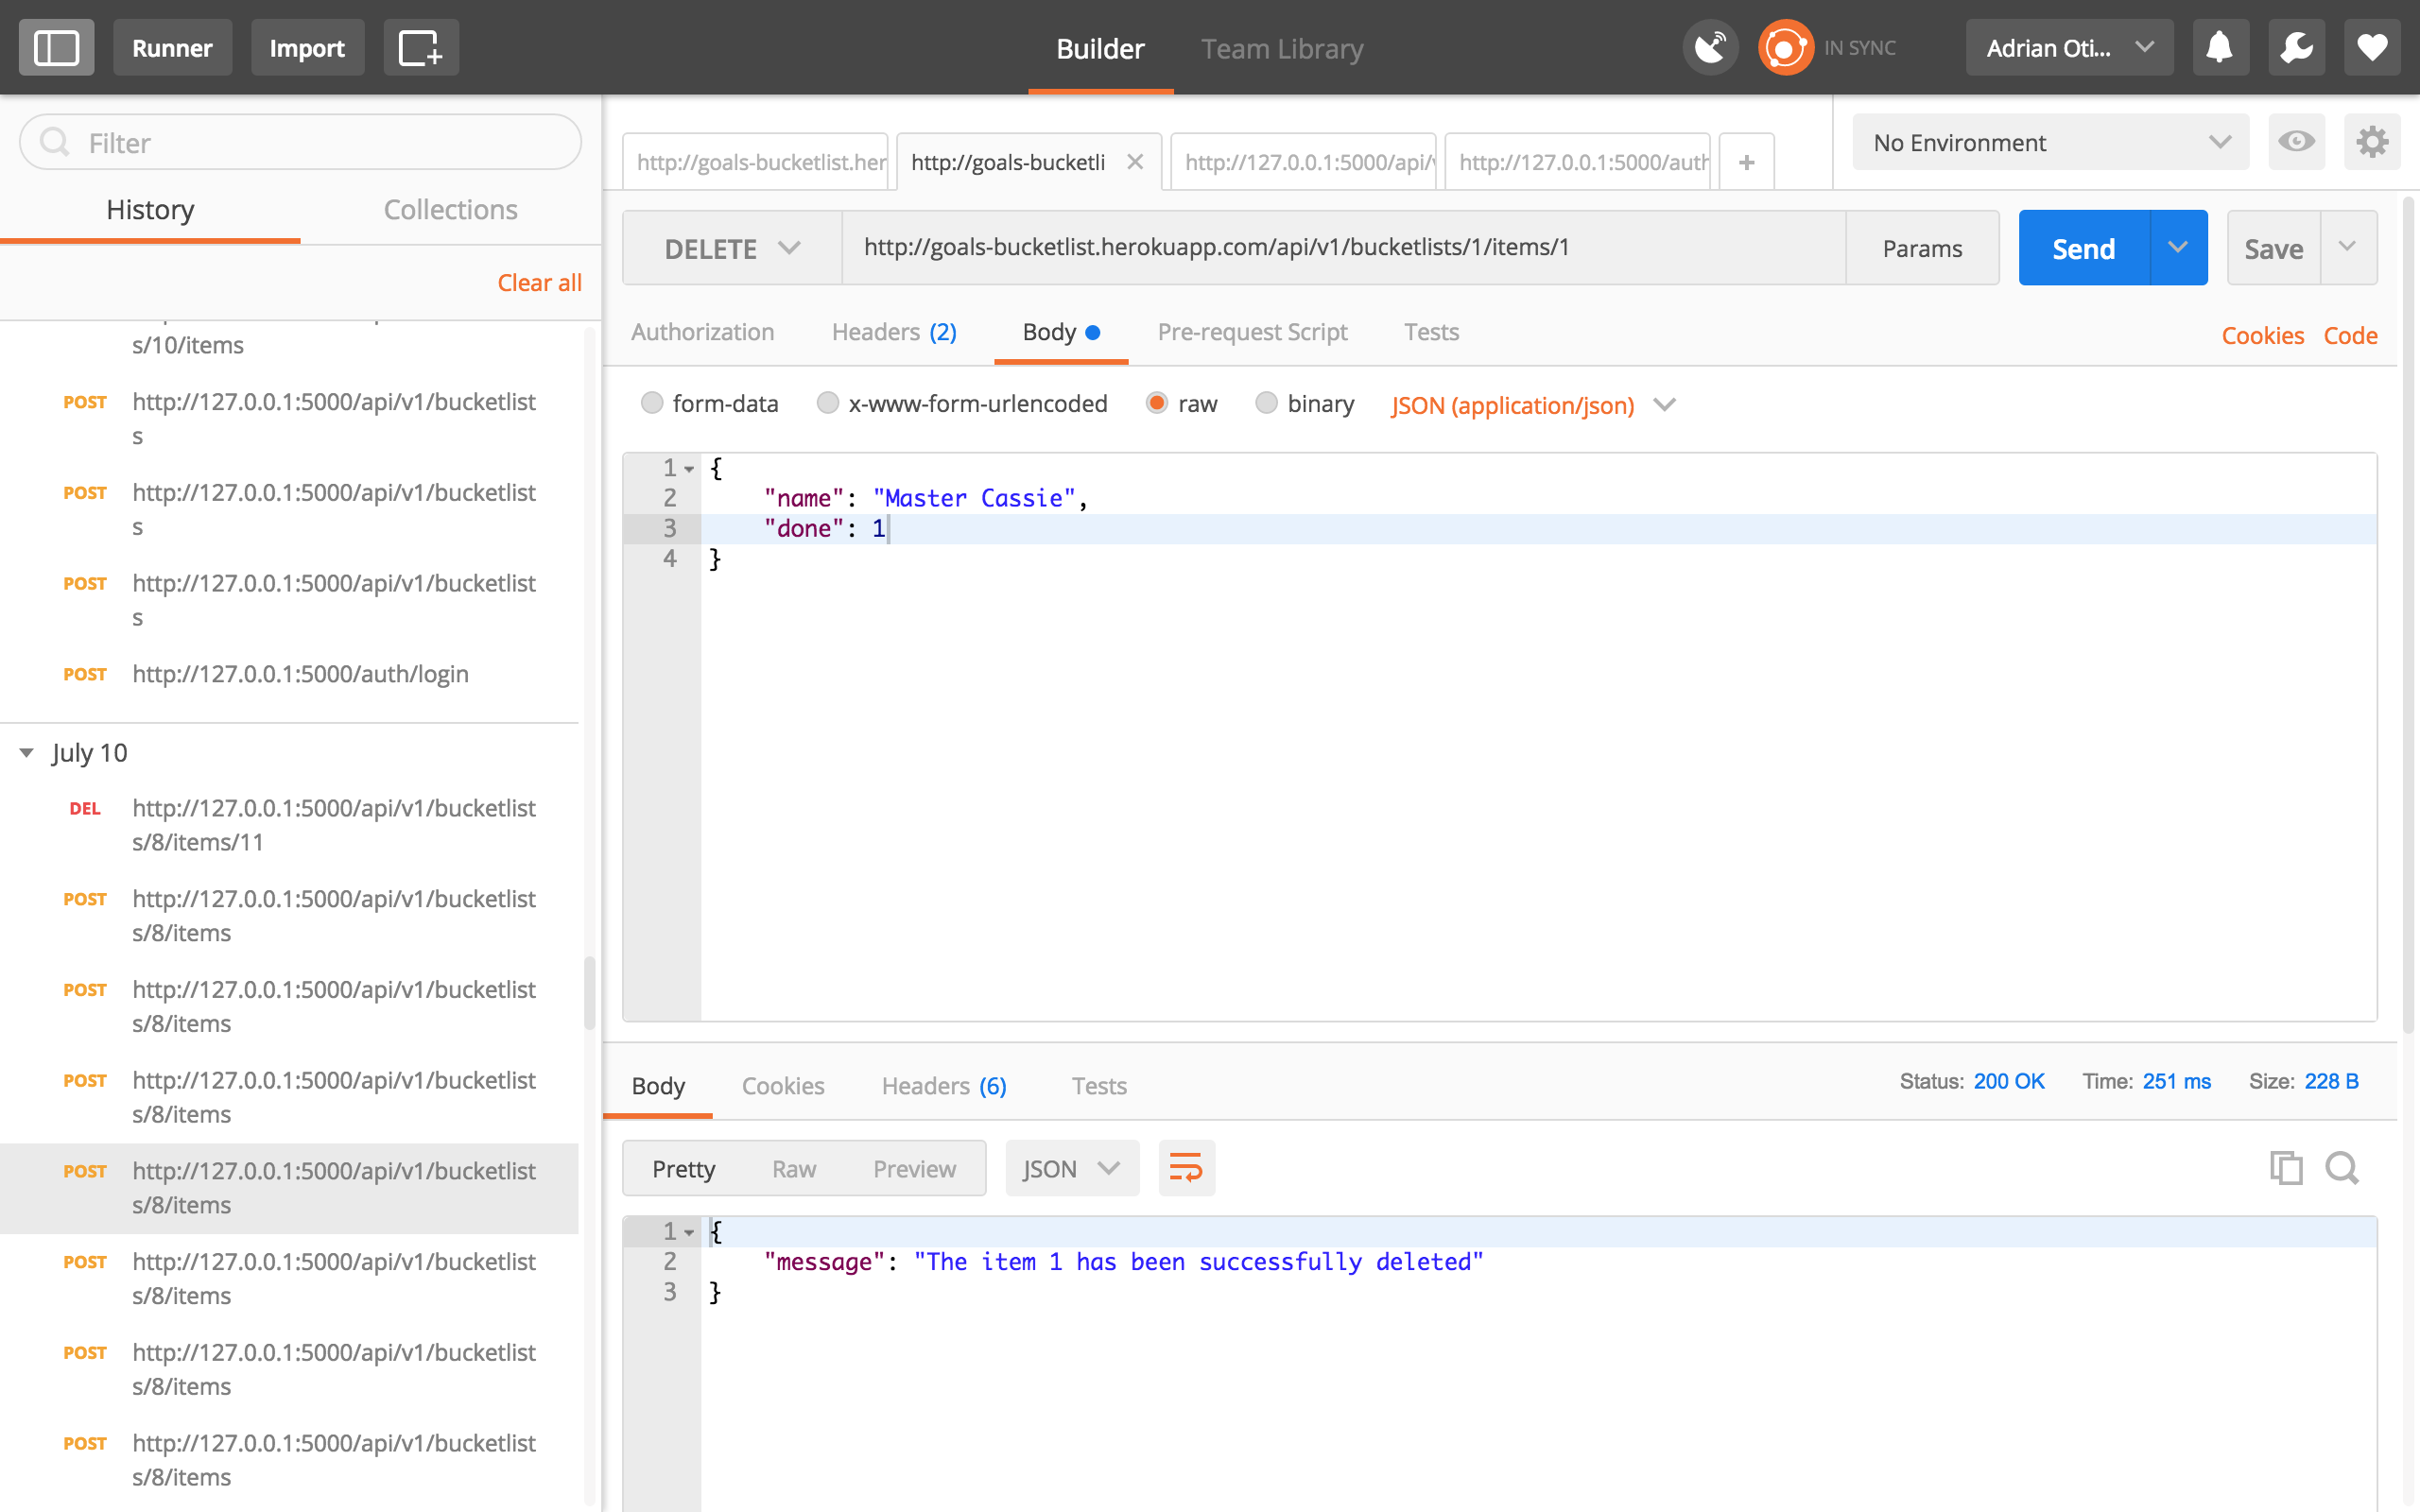 Runner
Import
Builder
Team Library
IN SYNC
Adrian Oti...
Filter
History
Collections
Clear all
s/10/items
POST http://127.0.0.1:5000/api/v1/bucketlist
s
POST http://127.0.0.1:5000/api/v1/bucketlist
s
POST http://127.0.0.1:5000/api/v1/bucketlist
s
POST http://127.0.0.1:5000/auth/login
July 10
DEL http://127.0.0.1:5000/api/v1/bucketlist
s/8/items/11
POST http://127.0.0.1:5000/api/v1/bucketlist
s/8/items
POST http://127.0.0.1:5000/api/v1/bucketlist
s/8/items
POST http://127.0.0.1:5000/api/v1/bucketlist
s/8/items
POST http://127.0.0.1:5000/api/v1/bucketlist
s/8/items
POST http://127.0.0.1:5000/api/v1/bucketlist
s/8/items
POST http://127.0.0.1:5000/api/v1/bucketlist
s/8/items
POST http://127.0.0.1:5000/api/v1/bucketlist
s/8/items
http://goals-bucketlist.her
http://goals-bucketli
http://127.0.0.1:5000/api/v
http://127.0.0.1:5000/auth
+
No Environment
DELETE
http://goals-bucketlist.herokuapp.com/api/v1/bucketlists/1/items/1
Params
Send
Save
Authorization
Headers (2)
Body
Pre-request Script
Tests
Cookies
Code
form-data
x-www-form-urlencoded
raw
binary
JSON (application/json)
1 {
2 "name": "Master Cassie",
3 "done": 1
4 }
Body
Cookies
Headers (6)
Tests
Status: 200 OK
Time: 251 ms
Size: 228 B
Pretty
Raw
Preview
JSON
1 {
2 "message": "The item 1 has been successfully deleted"
3 }